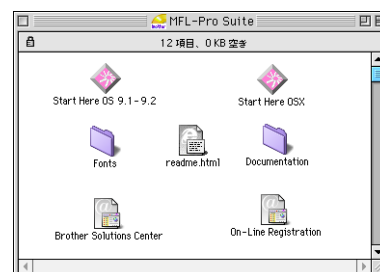 MFL-Pro Suite
12 項目、0 KB 空き
Start Here OS 9.1-9.2
Start Here OSX
Fonts
readme.html
Documentation
Brother Solutions Center
On-Line Registration